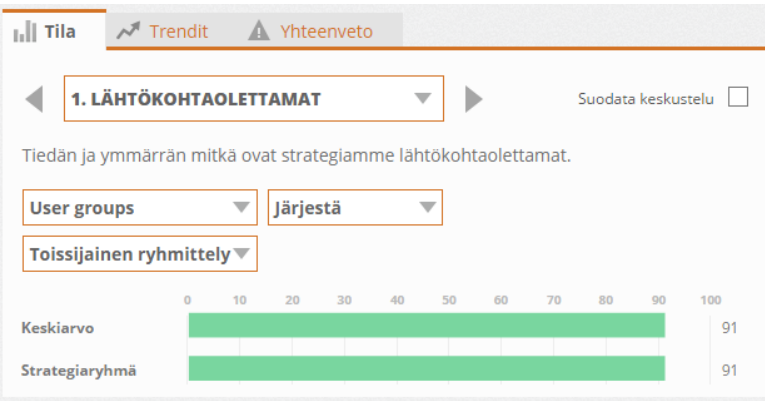 Tila Trendit Yhteenveto
1. LÄHTÖKOHTAOLETTAMAT Suodata keskustelu
Tiedän ja ymmärrän mitkä ovat strategiamme lähtökohtaolettamat.
User groups Järjestä
Toissijainen ryhmittely
0 10 20 30 40 50 60 70 80 90 100
Keskiarvo 91
Strategiaryhmä 91